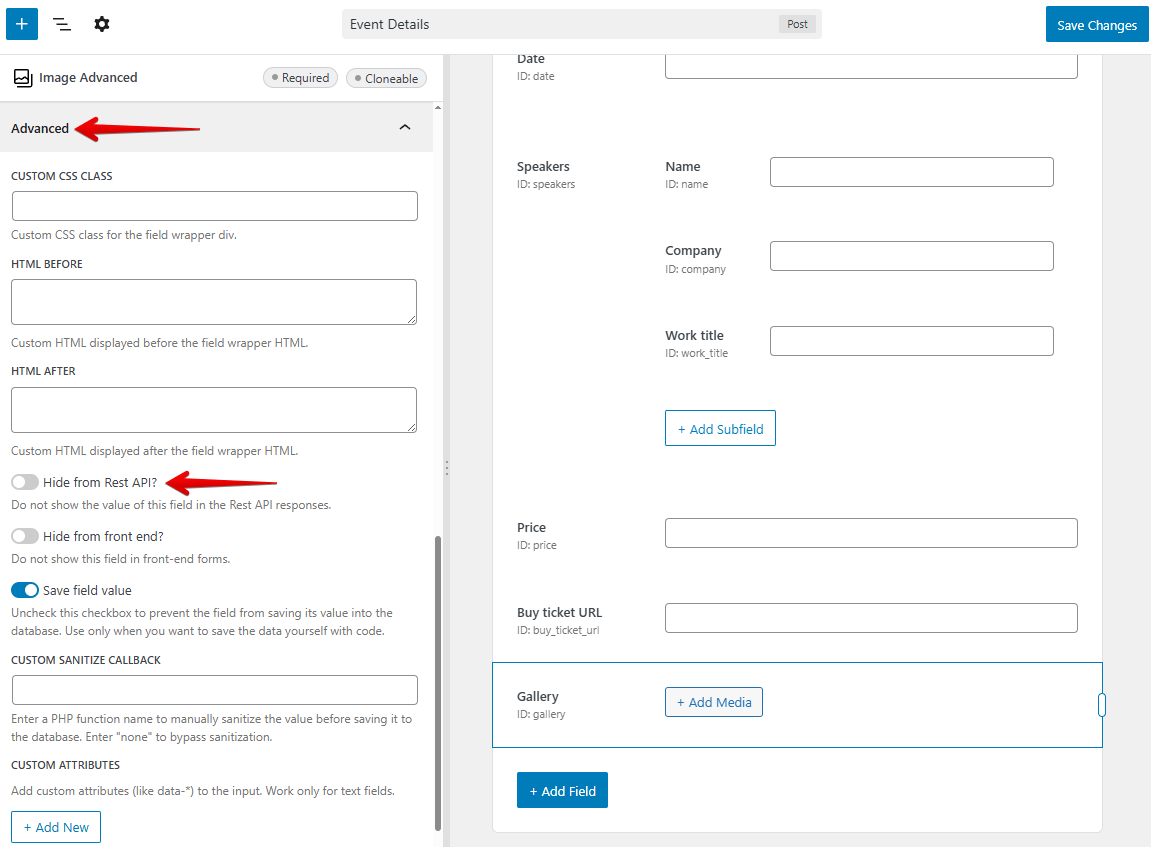 Event Details
Post
Save Changes
Image Advanced
Required
Cloneable
Advanced
CUSTOM CSS CLASS
Custom CSS class for the field wrapper div.
HTML BEFORE
Custom HTML displayed before the field wrapper HTML.
HTML AFTER
Custom HTML displayed after the field wrapper HTML.
Hide from Rest API?
Do not show the value of this field in the Rest API responses.
Hide from front end?
Do not show this field in front-end forms.
Save field value
Uncheck this checkbox to prevent the field from saving its value into the
database. Use only when you want to save the data yourself with code.
CUSTOM SANITIZE CALLBACK
Enter a PHP function name to manually sanitize the value before saving it to
the database. Enter "none" to bypass sanitization.
CUSTOM ATTRIBUTES
Add custom attributes (like data-*) to the input. Work only for text fields.
+ Add New
Date
ID: date
Speakers
ID: speakers
Name
ID: name
Company
ID: company
Work title
ID: work_title
+ Add Subfield
Price
ID: price
Buy ticket URL
ID: buy_ticket_url
Gallery
ID: gallery
+ Add Media
+ Add Field